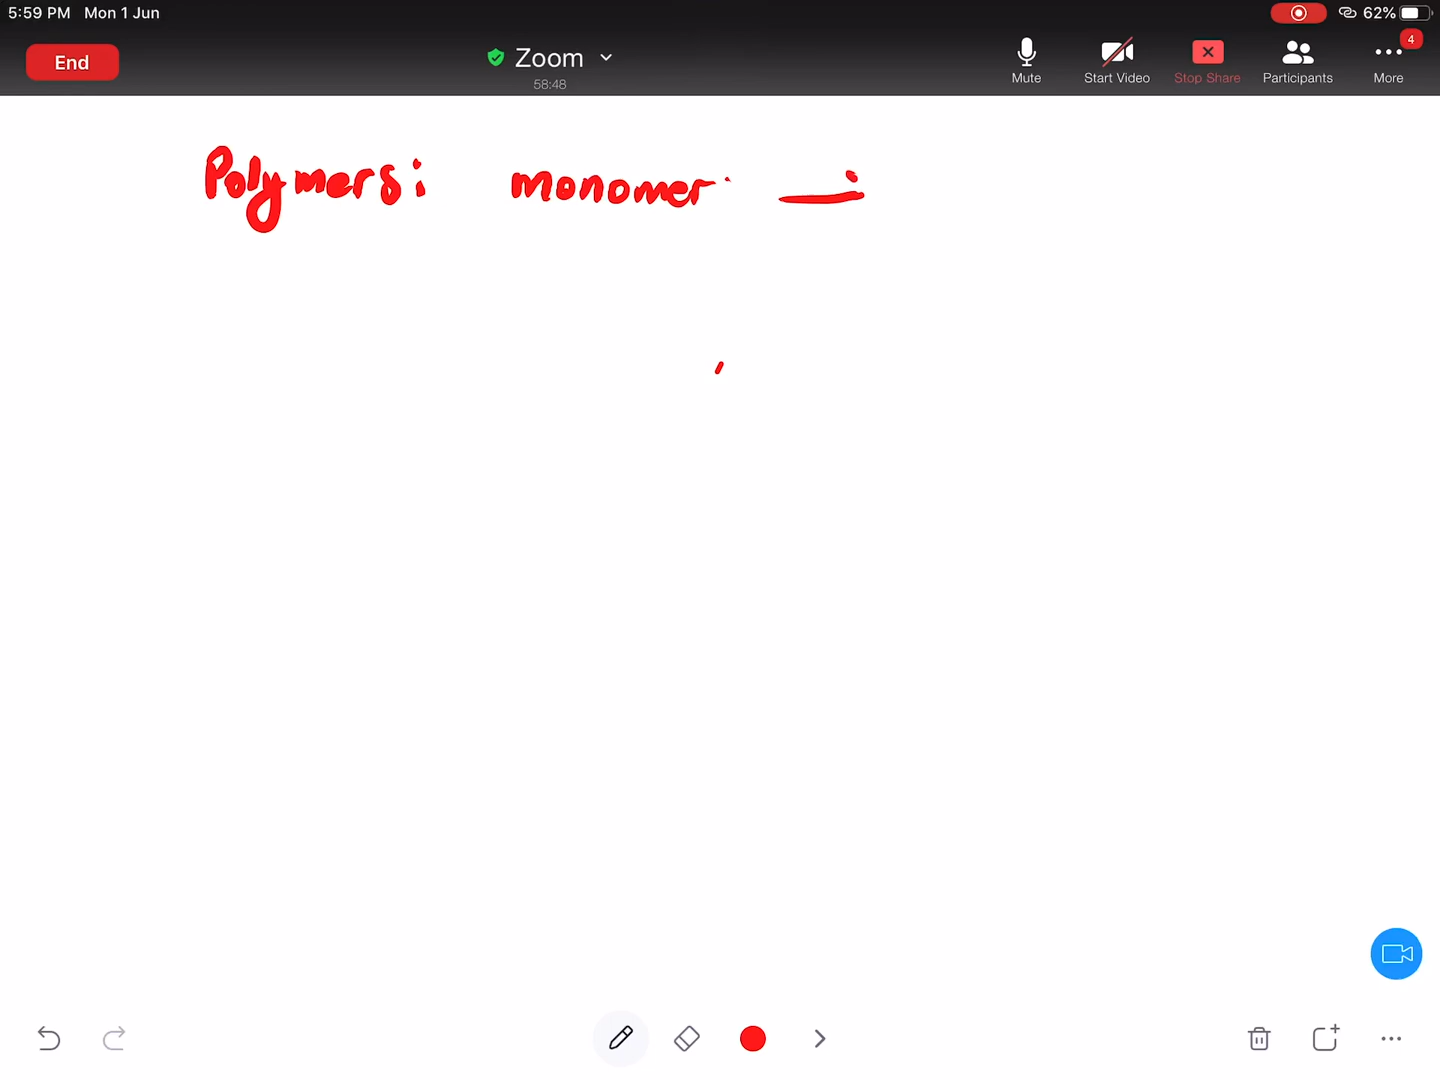 5:59 PM Mon 1 Jun
62%
End
Zoom
58:48
Mute
Start Video
Stop Share
Participants
More
4
Polymers: monomer